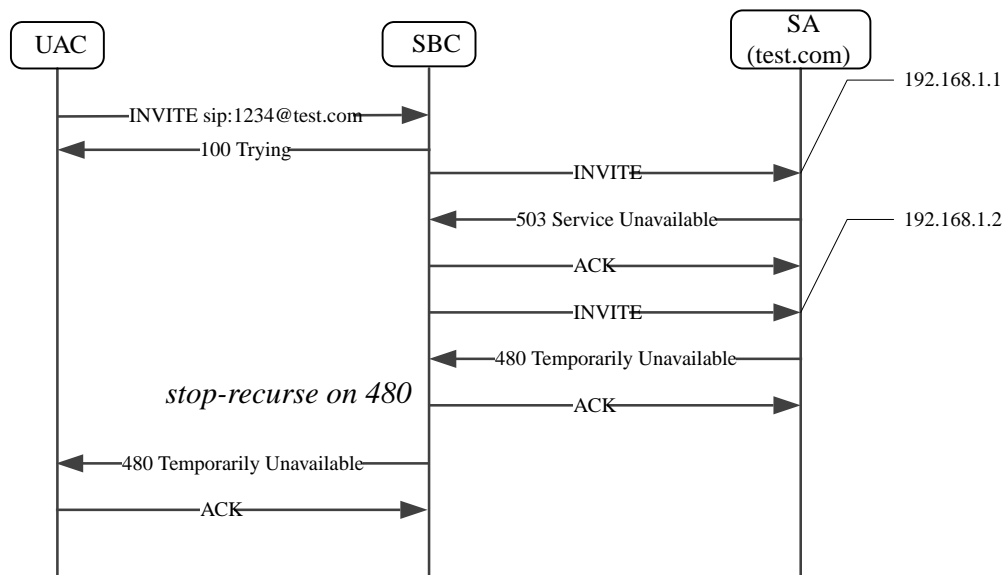 UAC
SBC
SA
(test.com)
192.168.1.1
INVITE sip:1234@test.com
100 Trying
INVITE
503 Service Unavailable
192.168.1.2
ACK
INVITE
480 Temporarily Unavailable
stop-recurse on 480
ACK
480 Temporarily Unavailable
ACK